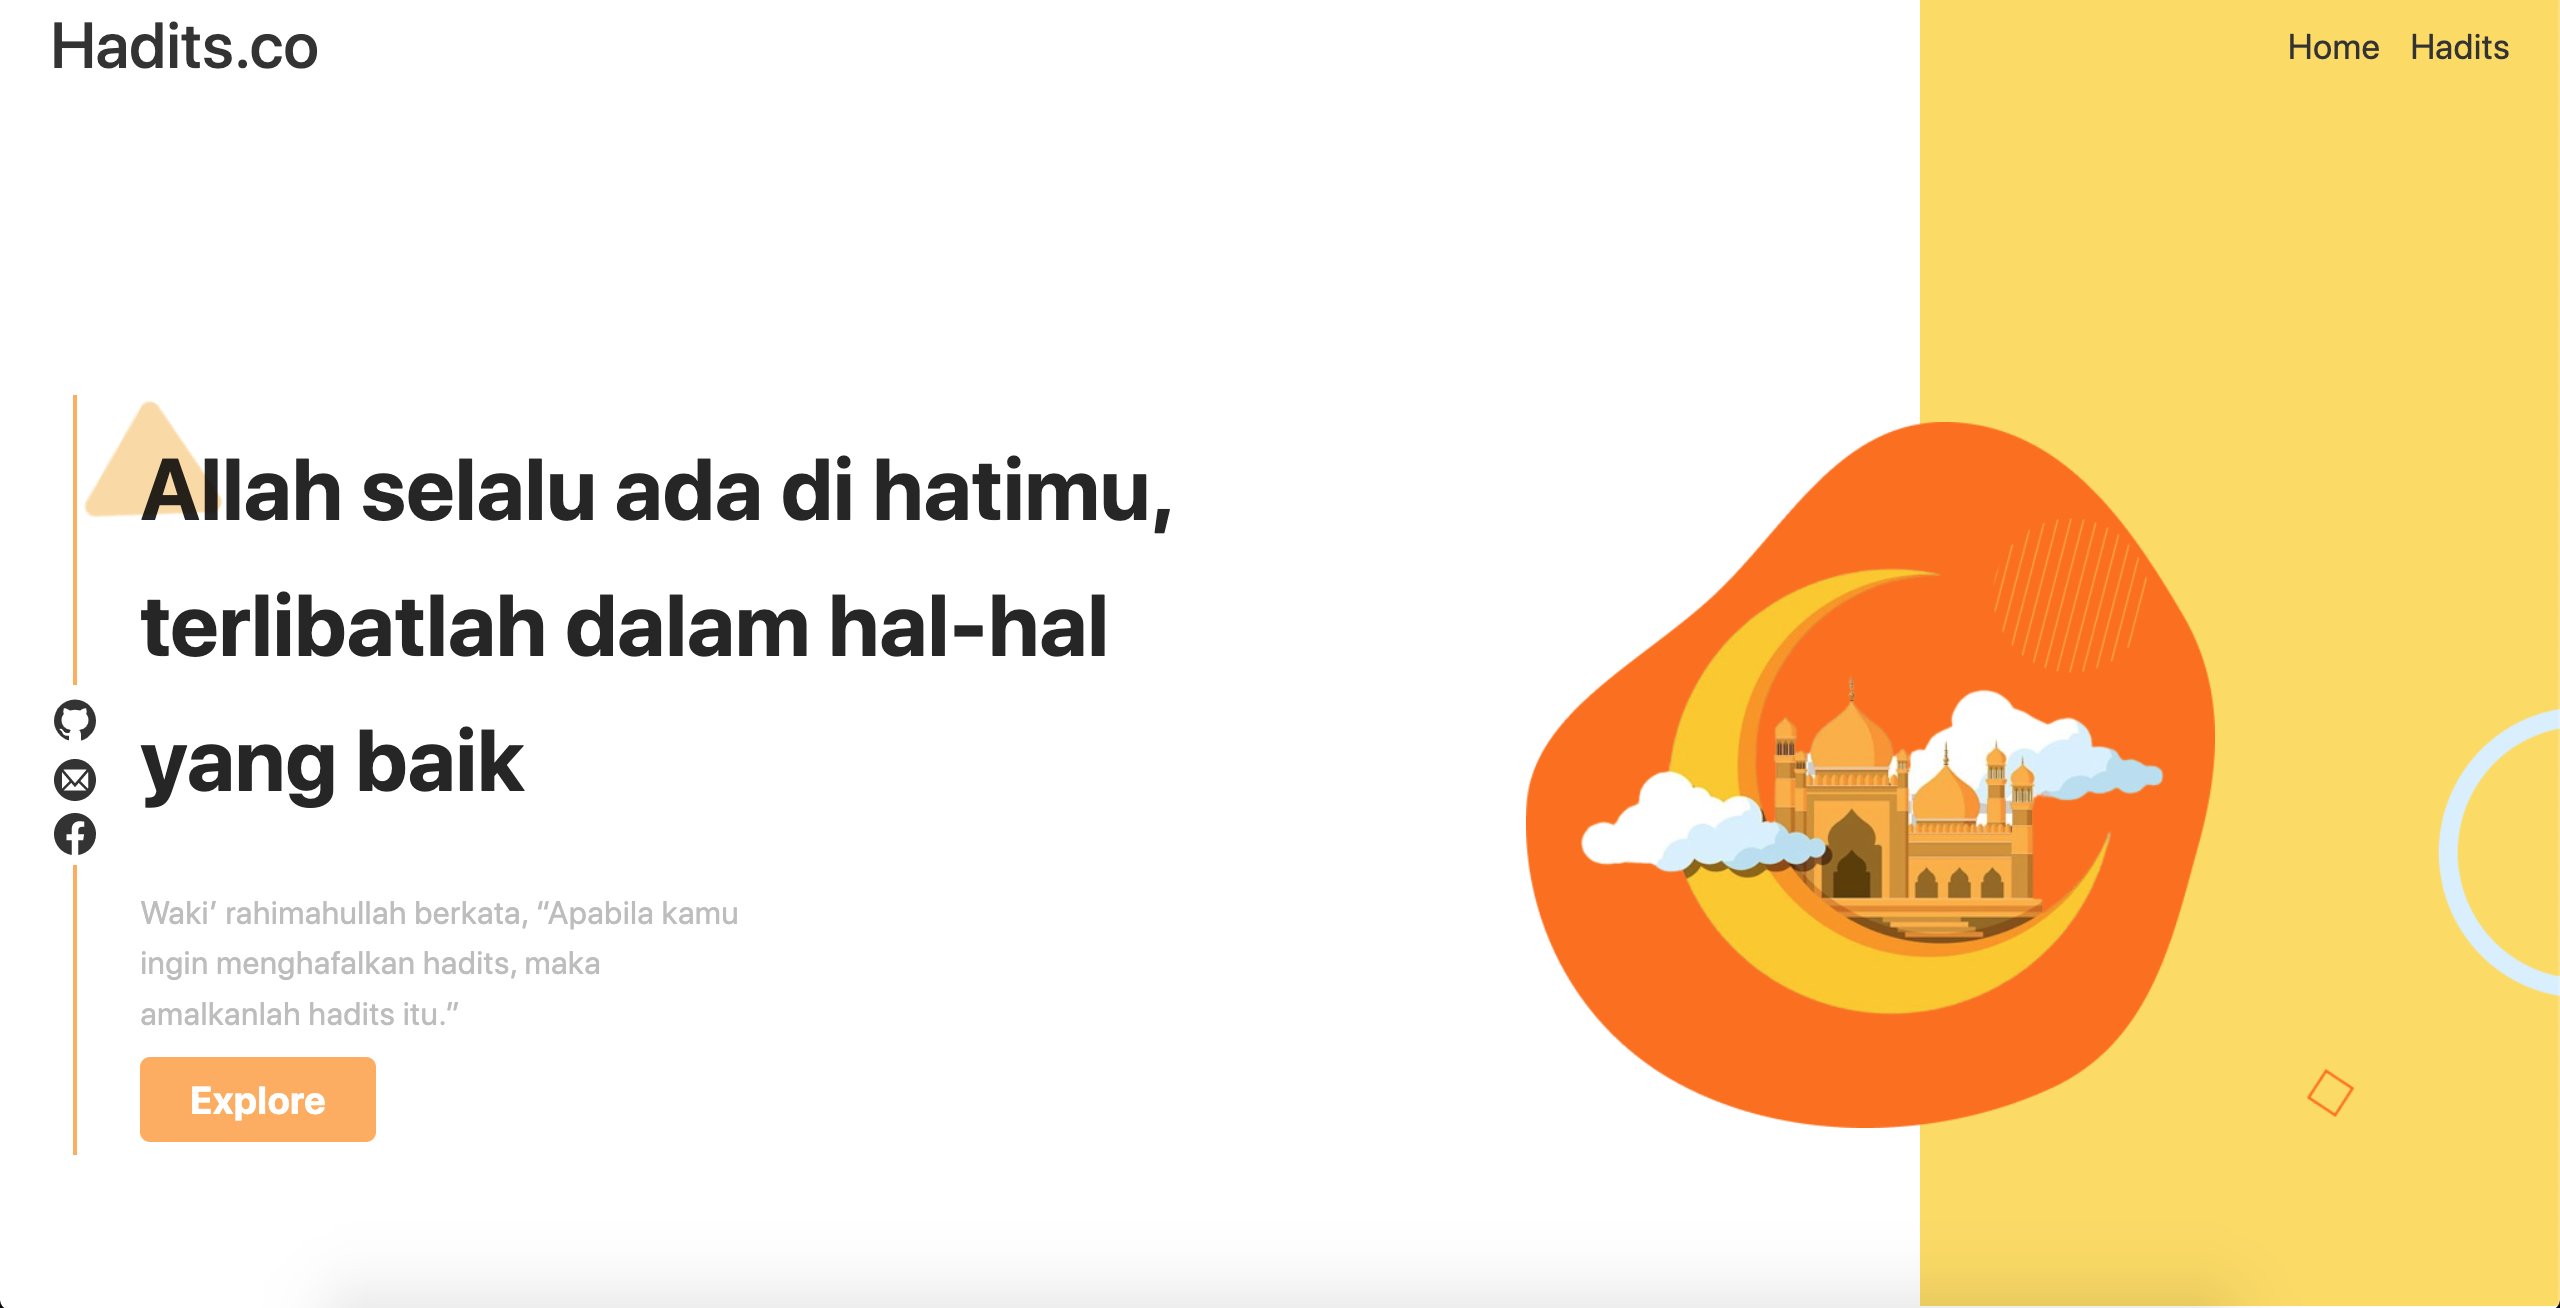 Hadits.co
Home Hadits
Allah selalu ada di hatimu,
terlibatlah dalam hal-hal
yang baik
Waki’ rahimahullah berkata, “Apabila kamu
ingin menghafalkan hadits, maka
amalkanlah hadits itu.”
Explore